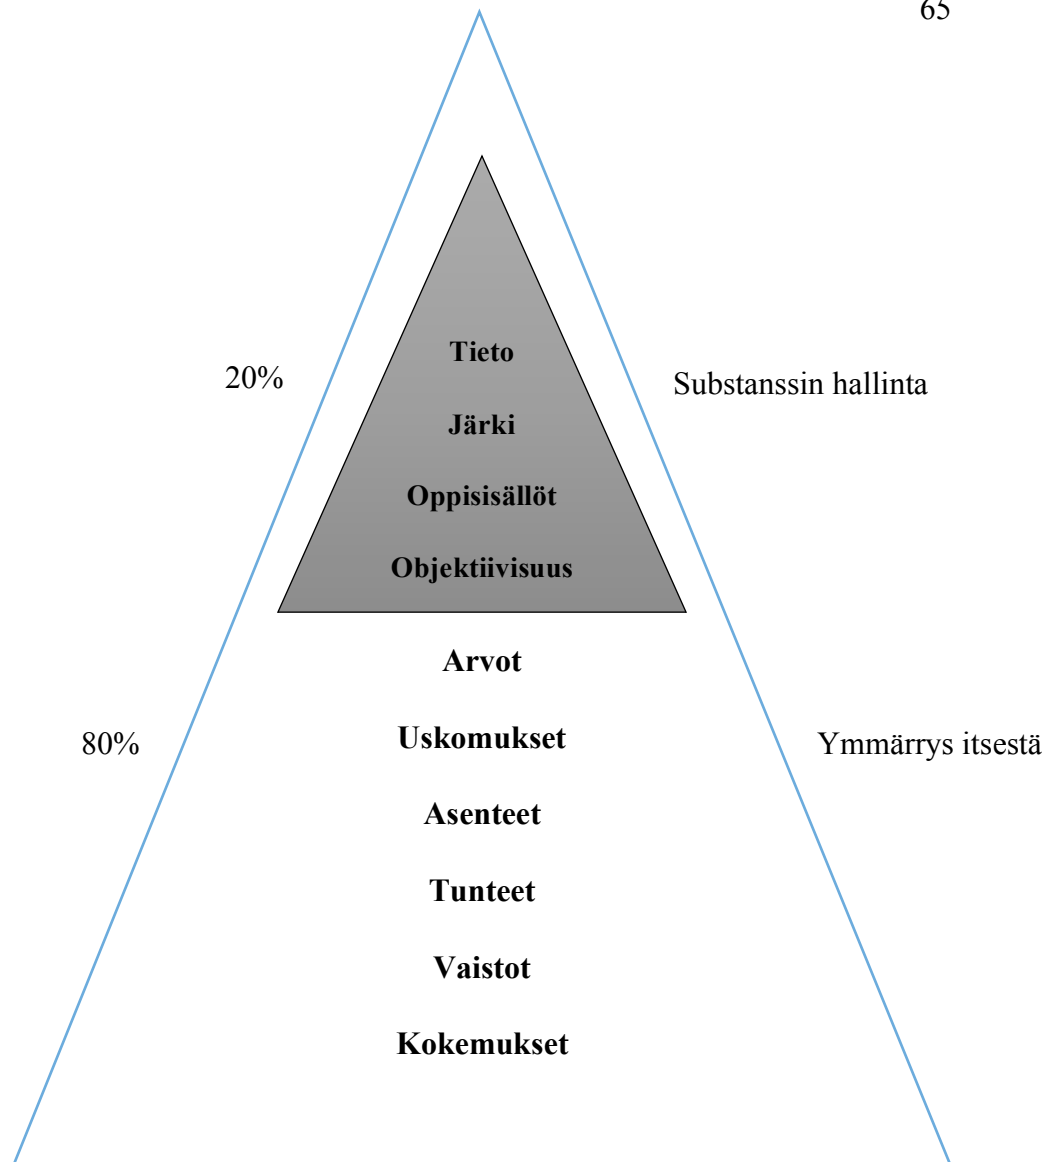 65
Tieto
20%
Substanssin hallinta
Järki
Oppisisällöt
Objektiivisuus
Arvot
Uskomukset
80%
Ymmärrys itsestä
Asenteet
Tunteet
Vaistot
Kokemukset